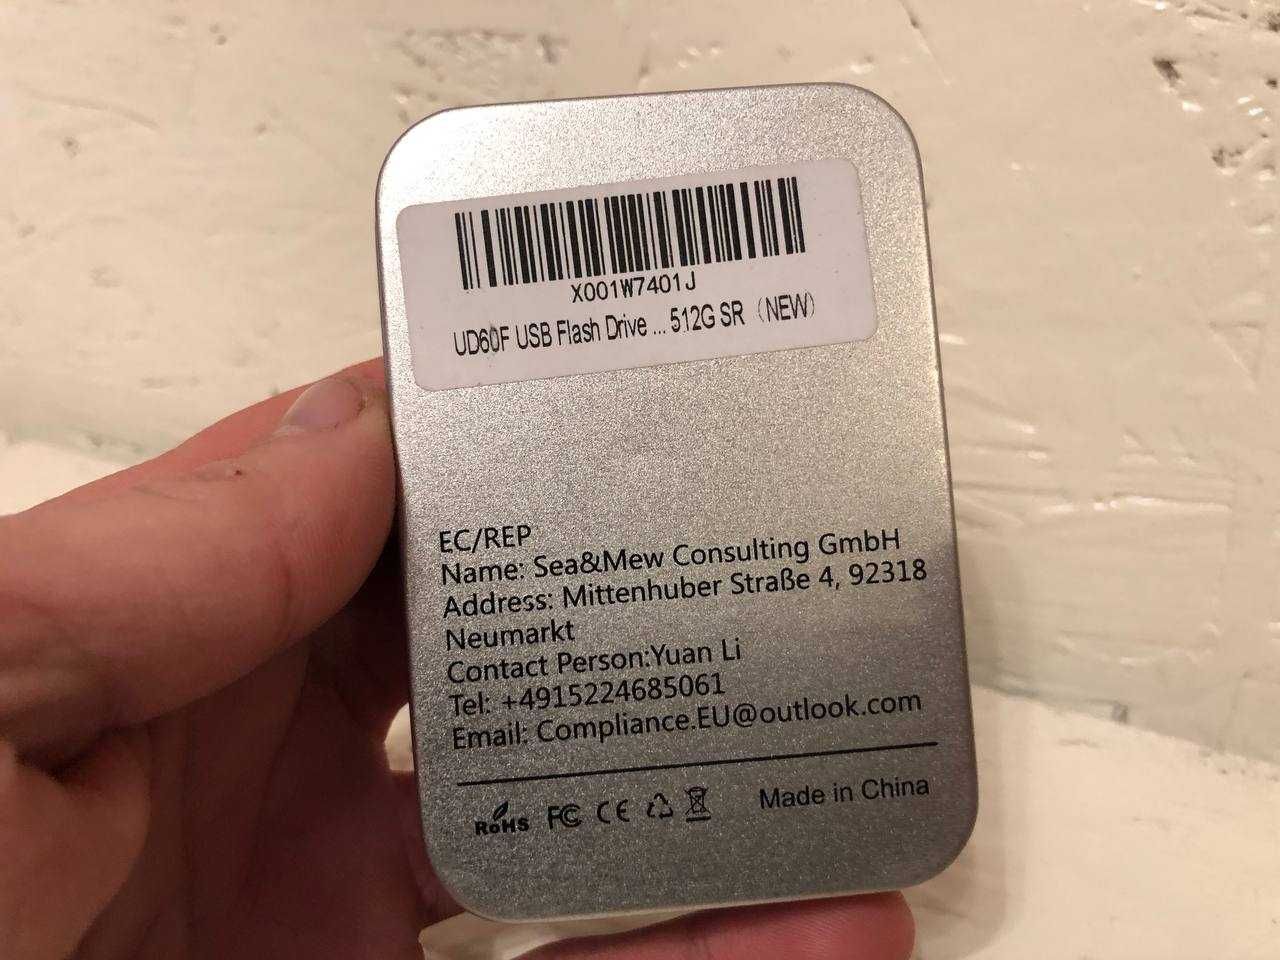 X001W7401J
UD60F USB Flash Drive ... 512G SR（NEW）
EC/REP
Name: Sea&Mew Consulting GmbH
Address: Mittenhuber Straße 4, 92318
Neumarkt
Contact Person:Yuan Li
Tel: +4915224685061
Email: Compliance.EU@outlook.com
RoHS FC CE Made in China